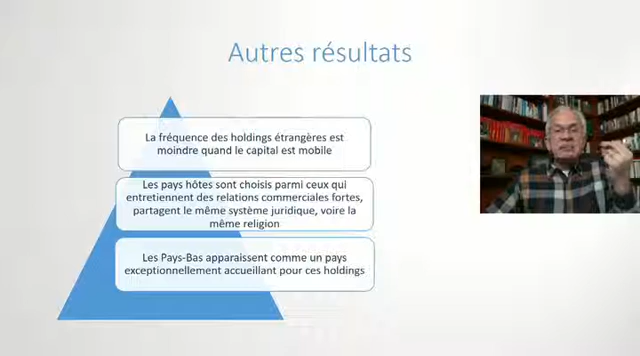 Autres résultats
La fréquence des holdings étrangères est
moindre quand le capital est mobile
Les pays hôtes sont choisis parmi ceux qui
entretiennent des relations commerciales fortes,
partagent le même système juridique, voire la
même religion
Les Pays-Bas apparaissent comme un pays
exceptionnellement accueillant pour ces holdings